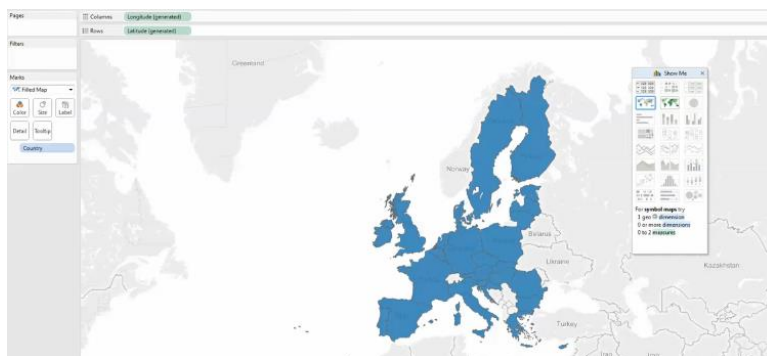 Pages
Columns Longitude (generated)
Rows Latitude (generated)
Filters
Marks
Filled Map
Color Size Label
Detail Tooltip
Country
Greenland
Norway
Belarus
Ukraine
Kazakhstan
Turkey
Iran
Show Me
For symbol maps try
1 geo dimension
0 or more dimensions
0 to 2 measures